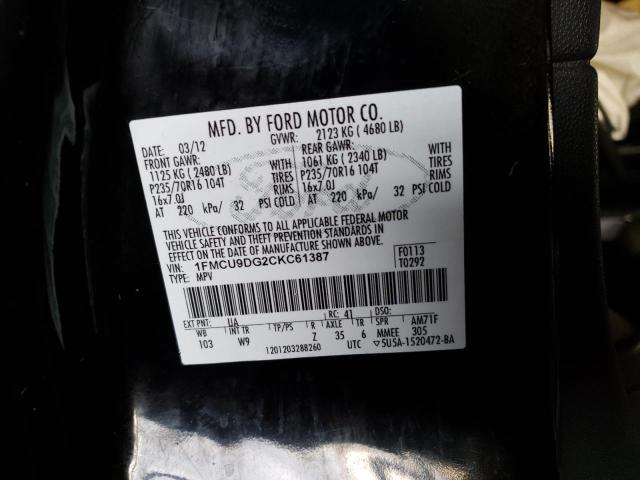 MFD. BY FORD MOTOR CO.
DATE: 03/12 GVWR: 2123 KG ( 4680 LB)
FRONT GAWR: REAR GAWR:
1125 KG ( 2480 LB) WITH 1061 KG ( 2340 LB) WITH
P235/70R16 104T TIRES P235/70R16 104T TIRES
16x7.0J RIMS 16x7.0J RIMS
AT 220 kPa/ 32 PSI COLD AT 220 kPa/ 32 PSI COLD
Ford
THIS VEHICLE CONFORMS TO ALL APPLICABLE FEDERAL MOTOR
VEHICLE SAFETY AND THEFT PREVENTION STANDARDS IN
EFFECT ON THE DATE OF MANUFACTURE SHOWN ABOVE.
VIN: 1FMCU9DG2CKC61387 F0113
TYPE: MPV T0292
EXT PNT: UA RC: 41 DSO:
WB TP/PS R AXLE TR SPR AM71F
103 W9 Z 35 6 MMEE 305
1201203288260 UTC ▽5U5A-1520472-BA